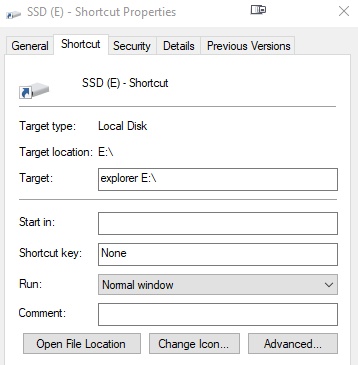 SSD (E) - Shortcut Properties
General Shortcut Security Details Previous Versions
SSD (E) - Shortcut
Target type: Local Disk
Target location: E:\
Target: explorer E:\
Start in:
Shortcut key: None
Run: Normal window
Comment:
Open File Location Change Icon... Advanced...